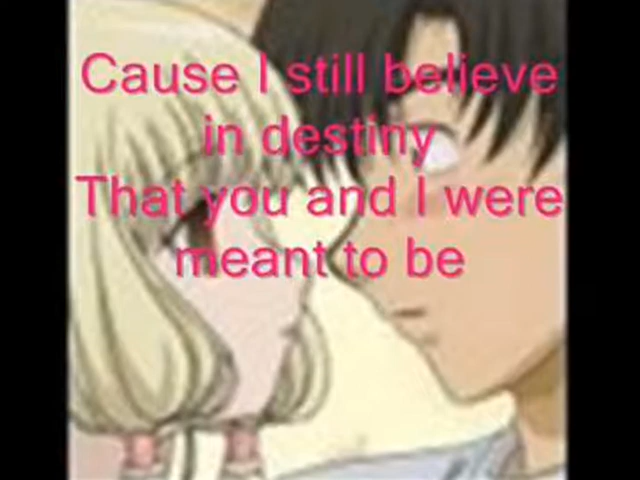 Cause I still believe
in destiny
That you and I were
meant to be